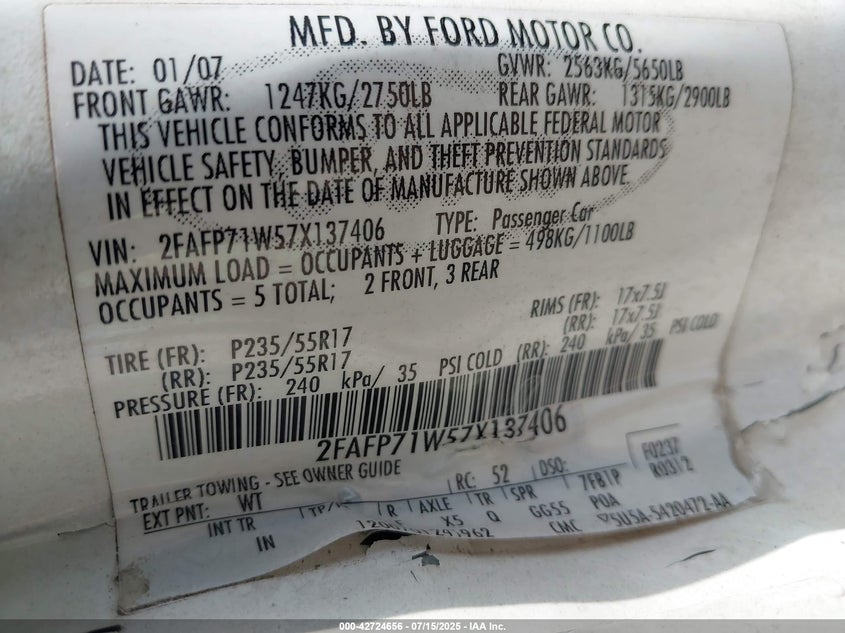 MFD. BY FORD MOTOR CO.
DATE: 01/07 GVWR: 2563KG/5650LB
FRONT GAWR: 1247KG/2750LB REAR GAWR: 1315KG/2900LB
THIS VEHICLE CONFORMS TO ALL APPLICABLE FEDERAL MOTOR
VEHICLE SAFETY, BUMPER, AND THEFT PREVENTION STANDARDS
IN EFFECT ON THE DATE OF MANUFACTURE SHOWN ABOVE.
VIN: 2FAFP71W57X137406 TYPE: Passenger Car
MAXIMUM LOAD = OCCUPANTS + LUGGAGE = 498KG/1100LB
OCCUPANTS = 5 TOTAL; 2 FRONT, 3 REAR
TIRE (FR): P235/55R17 RIMS (FR): 17x7.5J
(RR): P235/55R17 (RR): 17x7.5J
PRESSURE (FR): 240 kPa/ 35 PSI COLD (RR): 240 kPa/ 35 PSI COLD
2FAFP71W57X137406
TRAILER TOWING - SEE OWNER GUIDE
EXT PNT: WT RC: 52 DSO: F0237
R0312
INT TR R AXLE TR SPR 7F81P
IN X5 Q GG55 PQA
CMC 5U5A-5420472-AA
000-42724656 - 07/15/2025 - IAA Inc.